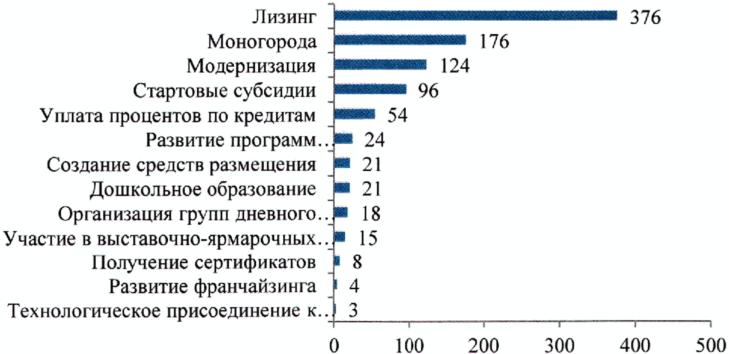 Лизинг 376
Моногорода 176
Модернизация 124
Стартовые субсидии 96
Уплата процентов по кредитам 54
Развитие программ… 24
Создание средств размещения 21
Дошкольное образование 21
Организация групп дневного… 18
Участие в выставочно-ярмарочных… 15
Получение сертификатов 8
Развитие франчайзинга 4
Технологическое присоединение к… 3
0 100 200 300 400 500